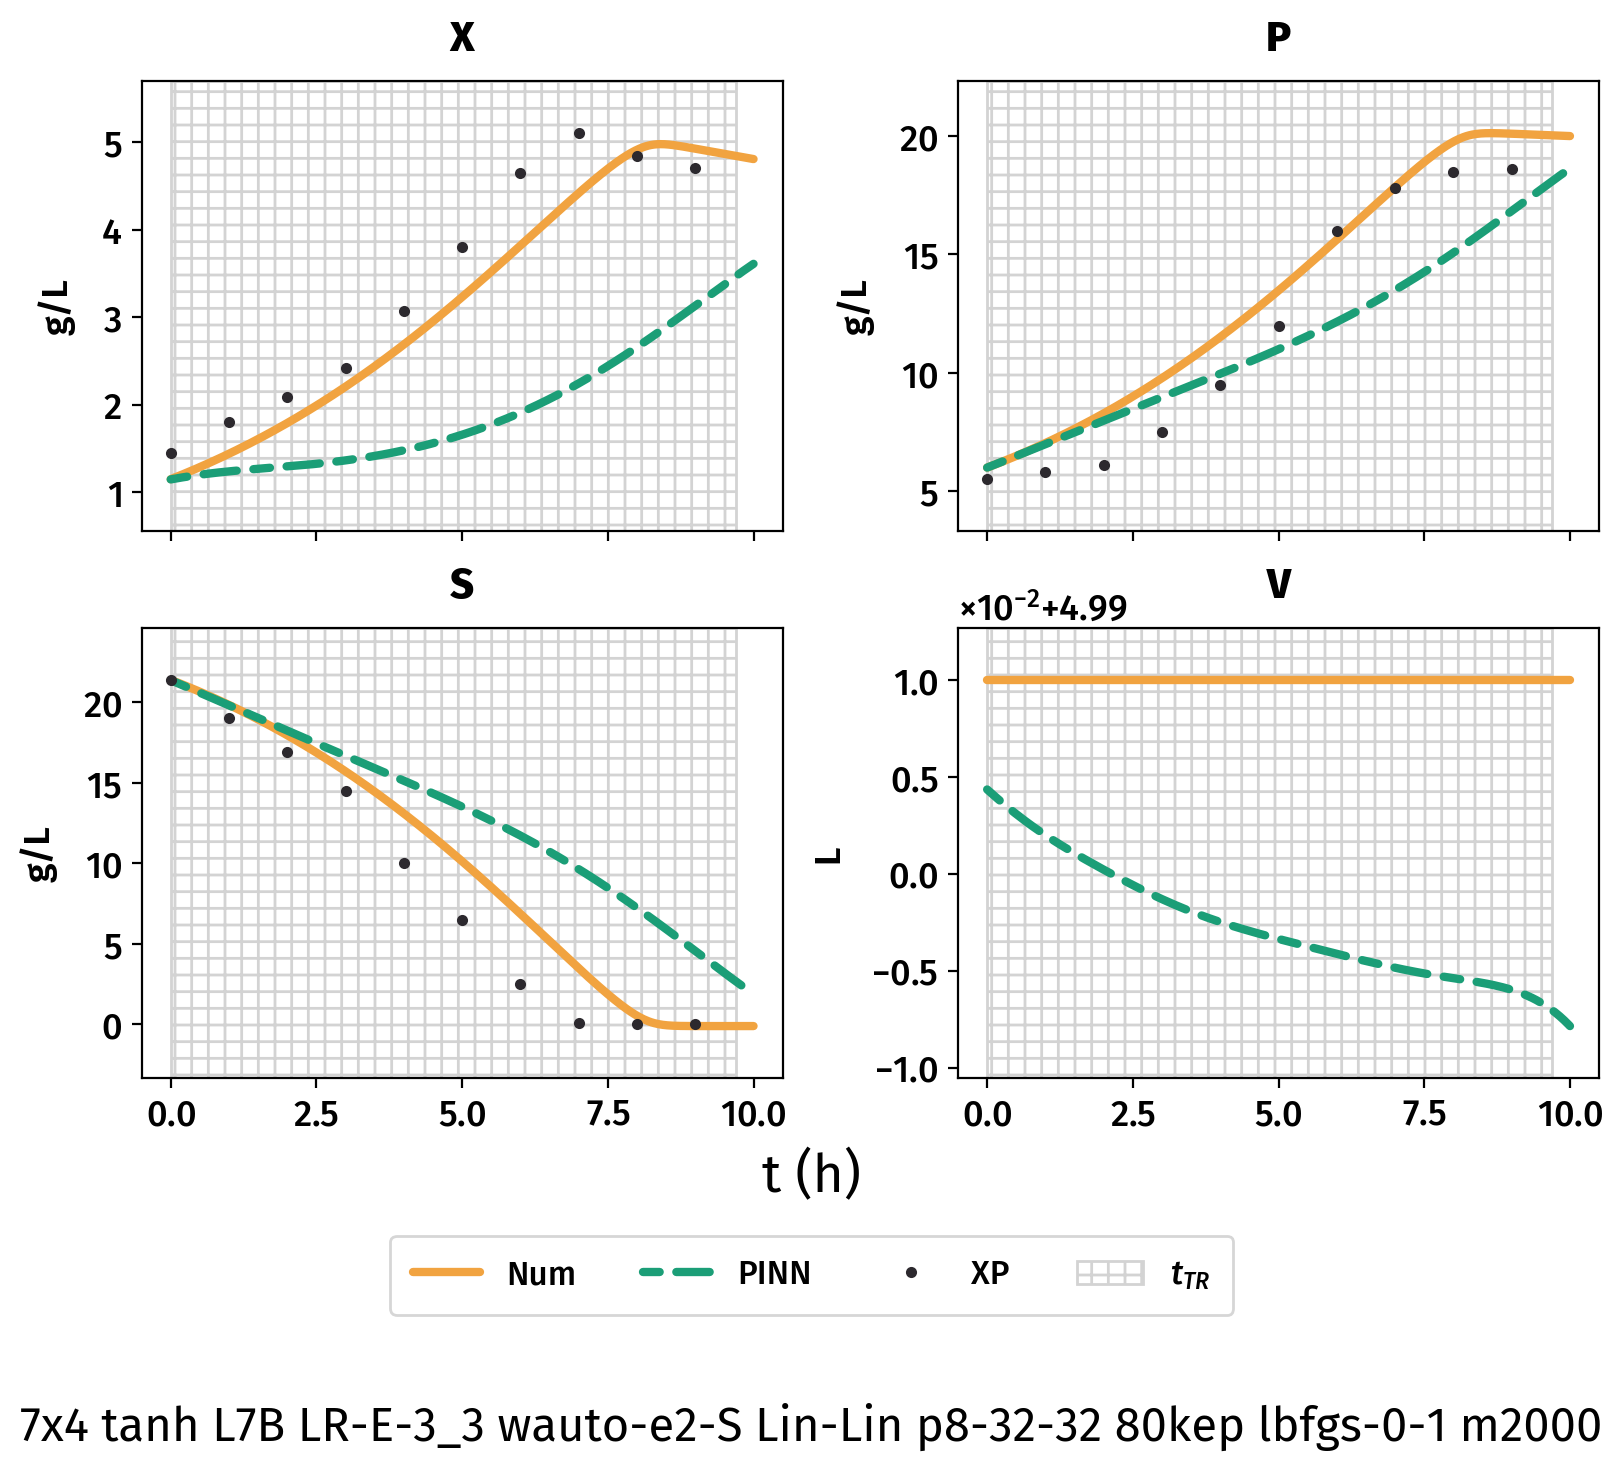 X
P
5
4
3
2
1
g/L
20
15
10
5
g/L
S
V
×10⁻²+4.99
20
15
10
5
0
g/L
1.0
0.5
0.0
−0.5
−1.0
L
0.0 2.5 5.0 7.5 10.0
0.0 2.5 5.0 7.5 10.0
t (h)
Num PINN XP t_TR
7x4 tanh L7B LR-E-3_3 wauto-e2-S Lin-Lin p8-32-32 80kep lbfgs-0-1 m2000